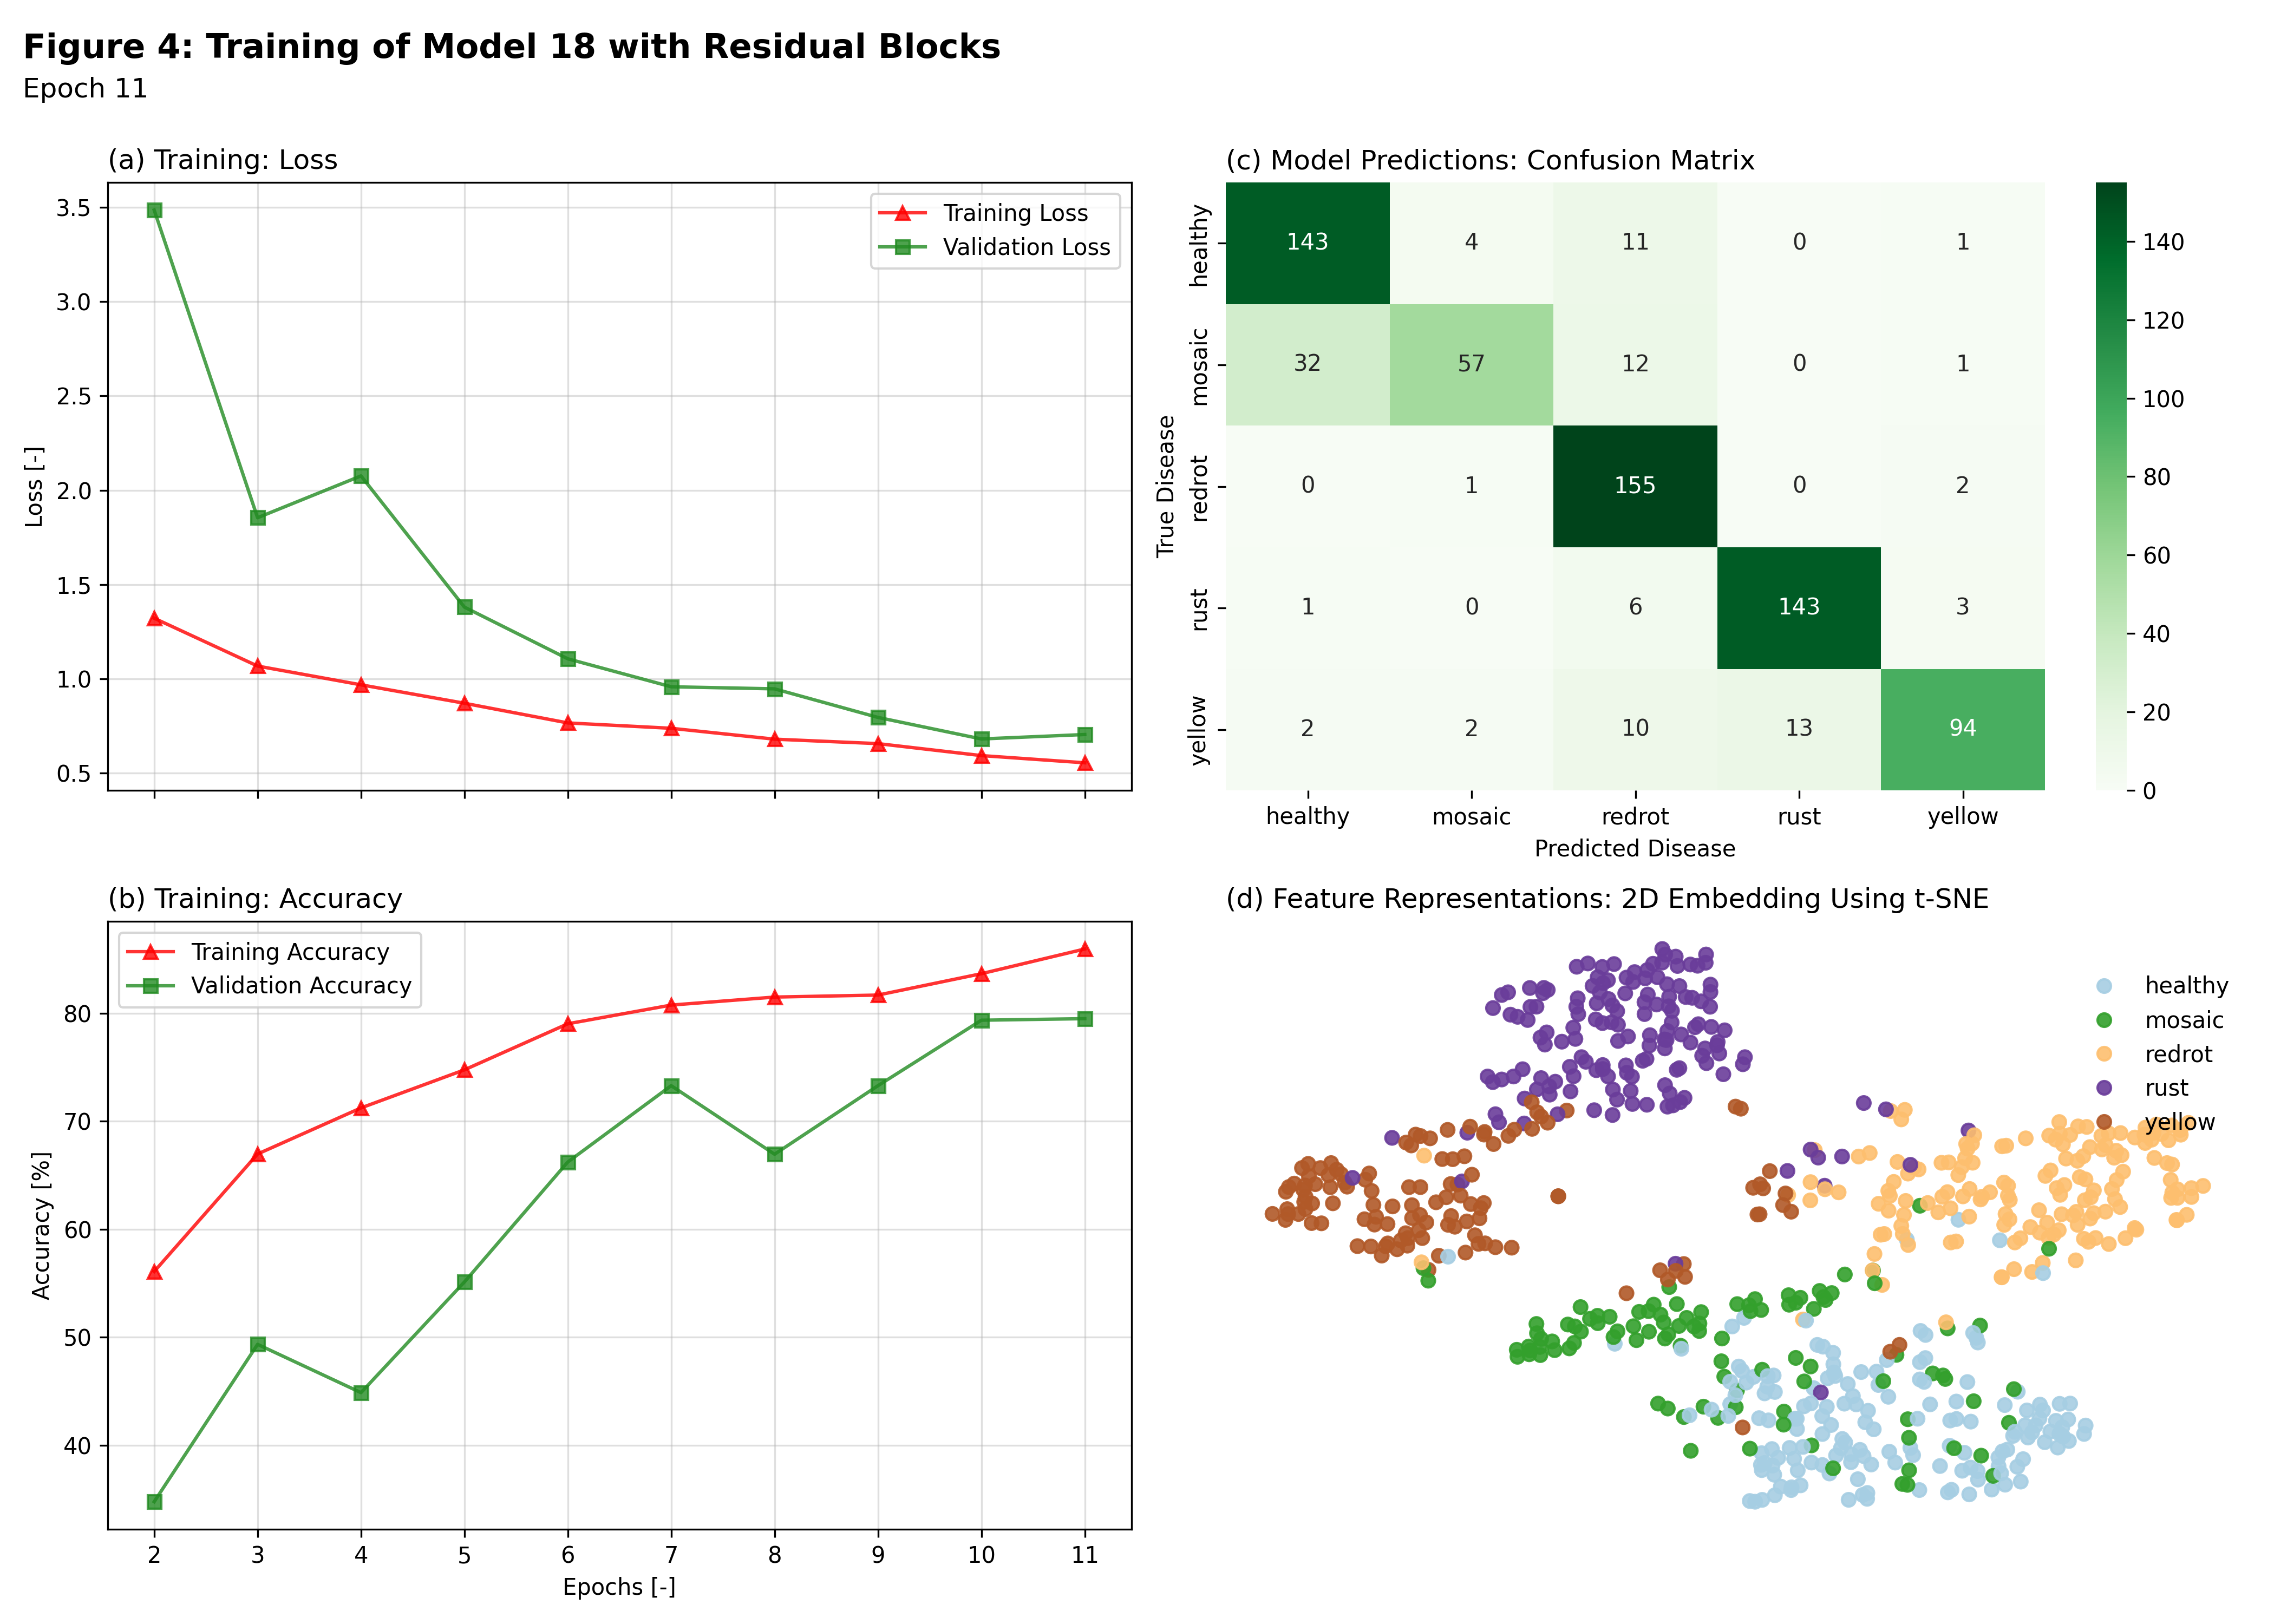 Figure 4: Training of Model 18 with Residual Blocks
Epoch 11
(a) Training: Loss
Loss [-]
3.5
3.0
2.5
2.0
1.5
1.0
0.5
Training Loss
Validation Loss
(b) Training: Accuracy
Accuracy [%]
80
70
60
50
40
Training Accuracy
Validation Accuracy
2 3 4 5 6 7 8 9 10 11
Epochs [-]
(c) Model Predictions: Confusion Matrix
True Disease
healthy 143 4 11 0 1
mosaic 32 57 12 0 1
redrot 0 1 155 0 2
rust 1 0 6 143 3
yellow 2 2 10 13 94
healthy mosaic redrot rust yellow
Predicted Disease
140
120
100
80
60
40
20
0
(d) Feature Representations: 2D Embedding Using t-SNE
healthy
mosaic
redrot
rust
yellow